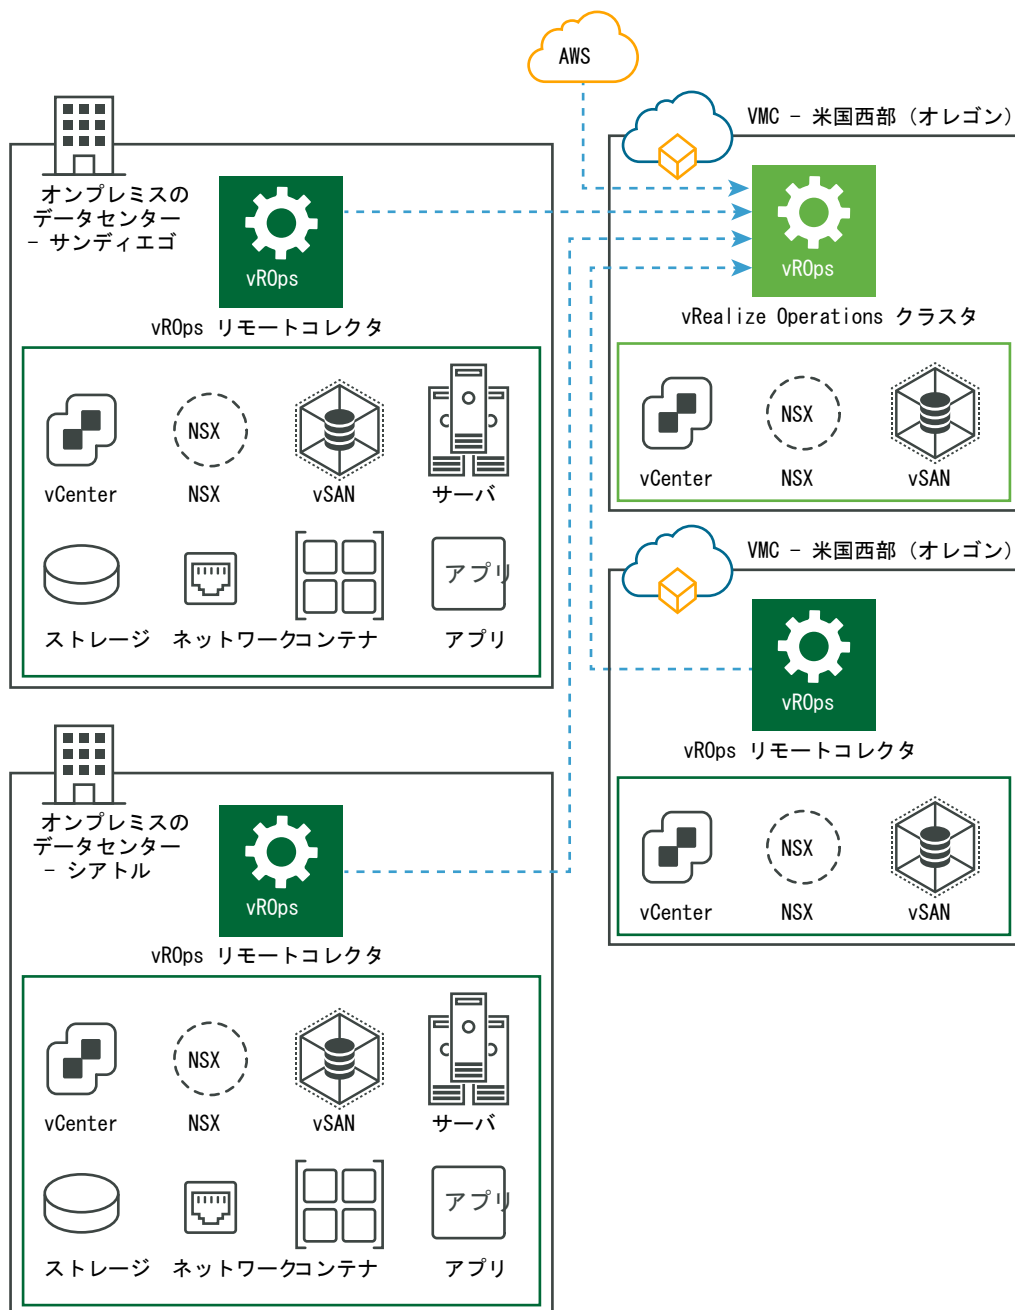 AWS
オンプレミスの
データセンター
- サンディエゴ
vROps
vROps リモートコレクタ
vCenter
NSX
NSX
vSAN
サーバ
ストレージ
ネットワーク
コンテナ
アプリ
アプリ
VMC - 米国西部（オレゴン）
vROps
vRealize Operations クラスタ
vCenter
NSX
NSX
vSAN
VMC - 米国西部（オレゴン）
vROps
vROps リモートコレクタ
vCenter
NSX
NSX
vSAN
オンプレミスの
データセンター
- シアトル
vROps
vROps リモートコレクタ
vCenter
NSX
NSX
vSAN
サーバ
ストレージ
ネットワーク
コンテナ
アプリ
アプリ